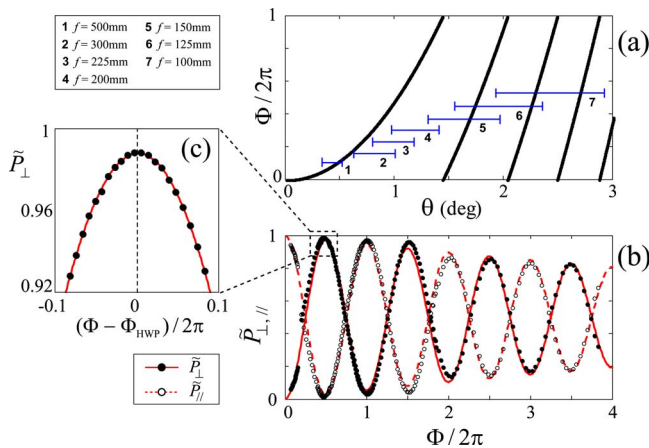 1 f = 500mm 5 f = 150mm
2 f = 300mm 6 f = 125mm
3 f = 225mm 7 f = 100mm
4 f = 200mm
(a)
Φ / 2π
1
0
1 2 3 4 5 6 7
0 1 2 3
θ (deg)
(c)
P̃⊥
1
0.96
0.92
-0.1 0 0.1
(Φ − ΦHWP) / 2π
P̃⊥
P̃//
(b)
P̃⊥, //
1
0
0 1 2 3 4
Φ / 2π